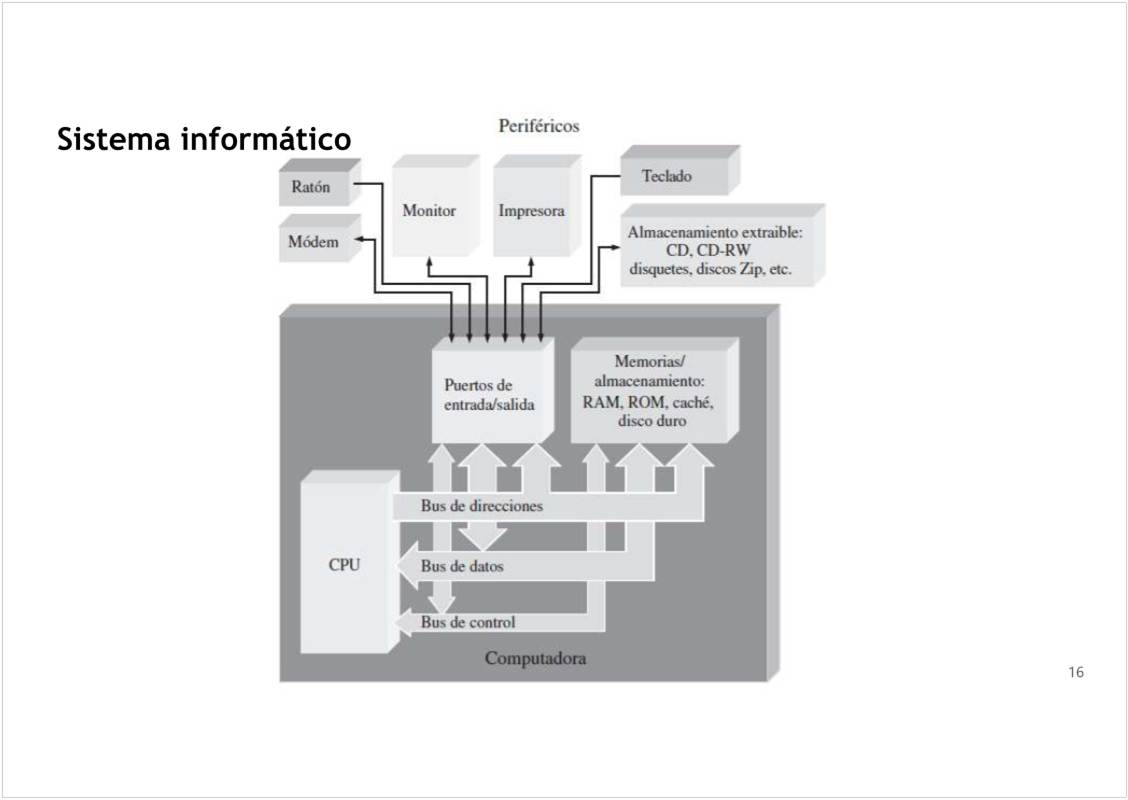 Sistema informático
Periféricos
Ratón
Módem
Monitor
Impresora
Teclado
Almacenamiento extraible:
CD, CD-RW
disquetes, discos Zip, etc.
Puertos de
entrada/salida
Memorias/
almacenamiento:
RAM, ROM, caché,
disco duro
CPU
Bus de direcciones
Bus de datos
Bus de control
Computadora
16